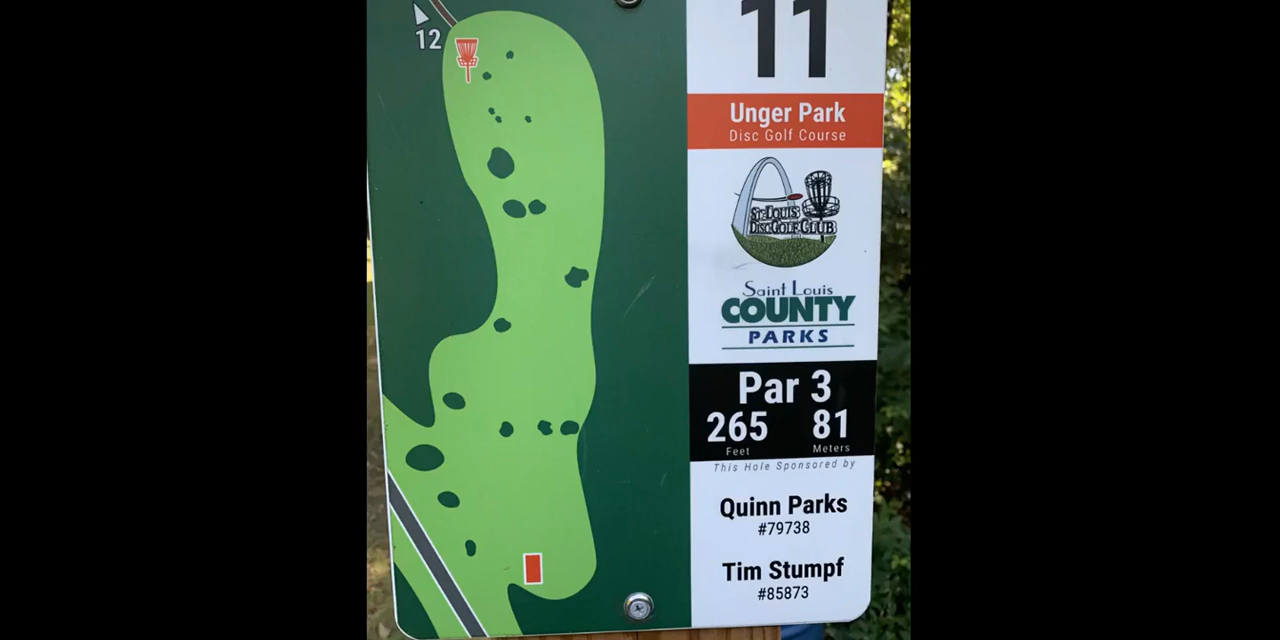 12
11
Unger Park
Disc Golf Course
ST. LOUIS
DISC GOLF CLUB
Saint Louis
COUNTY
PARKS
Par 3
265 81
Feet Meters
This Hole Sponsored by
Quinn Parks
#79738
Tim Stumpf
#85873